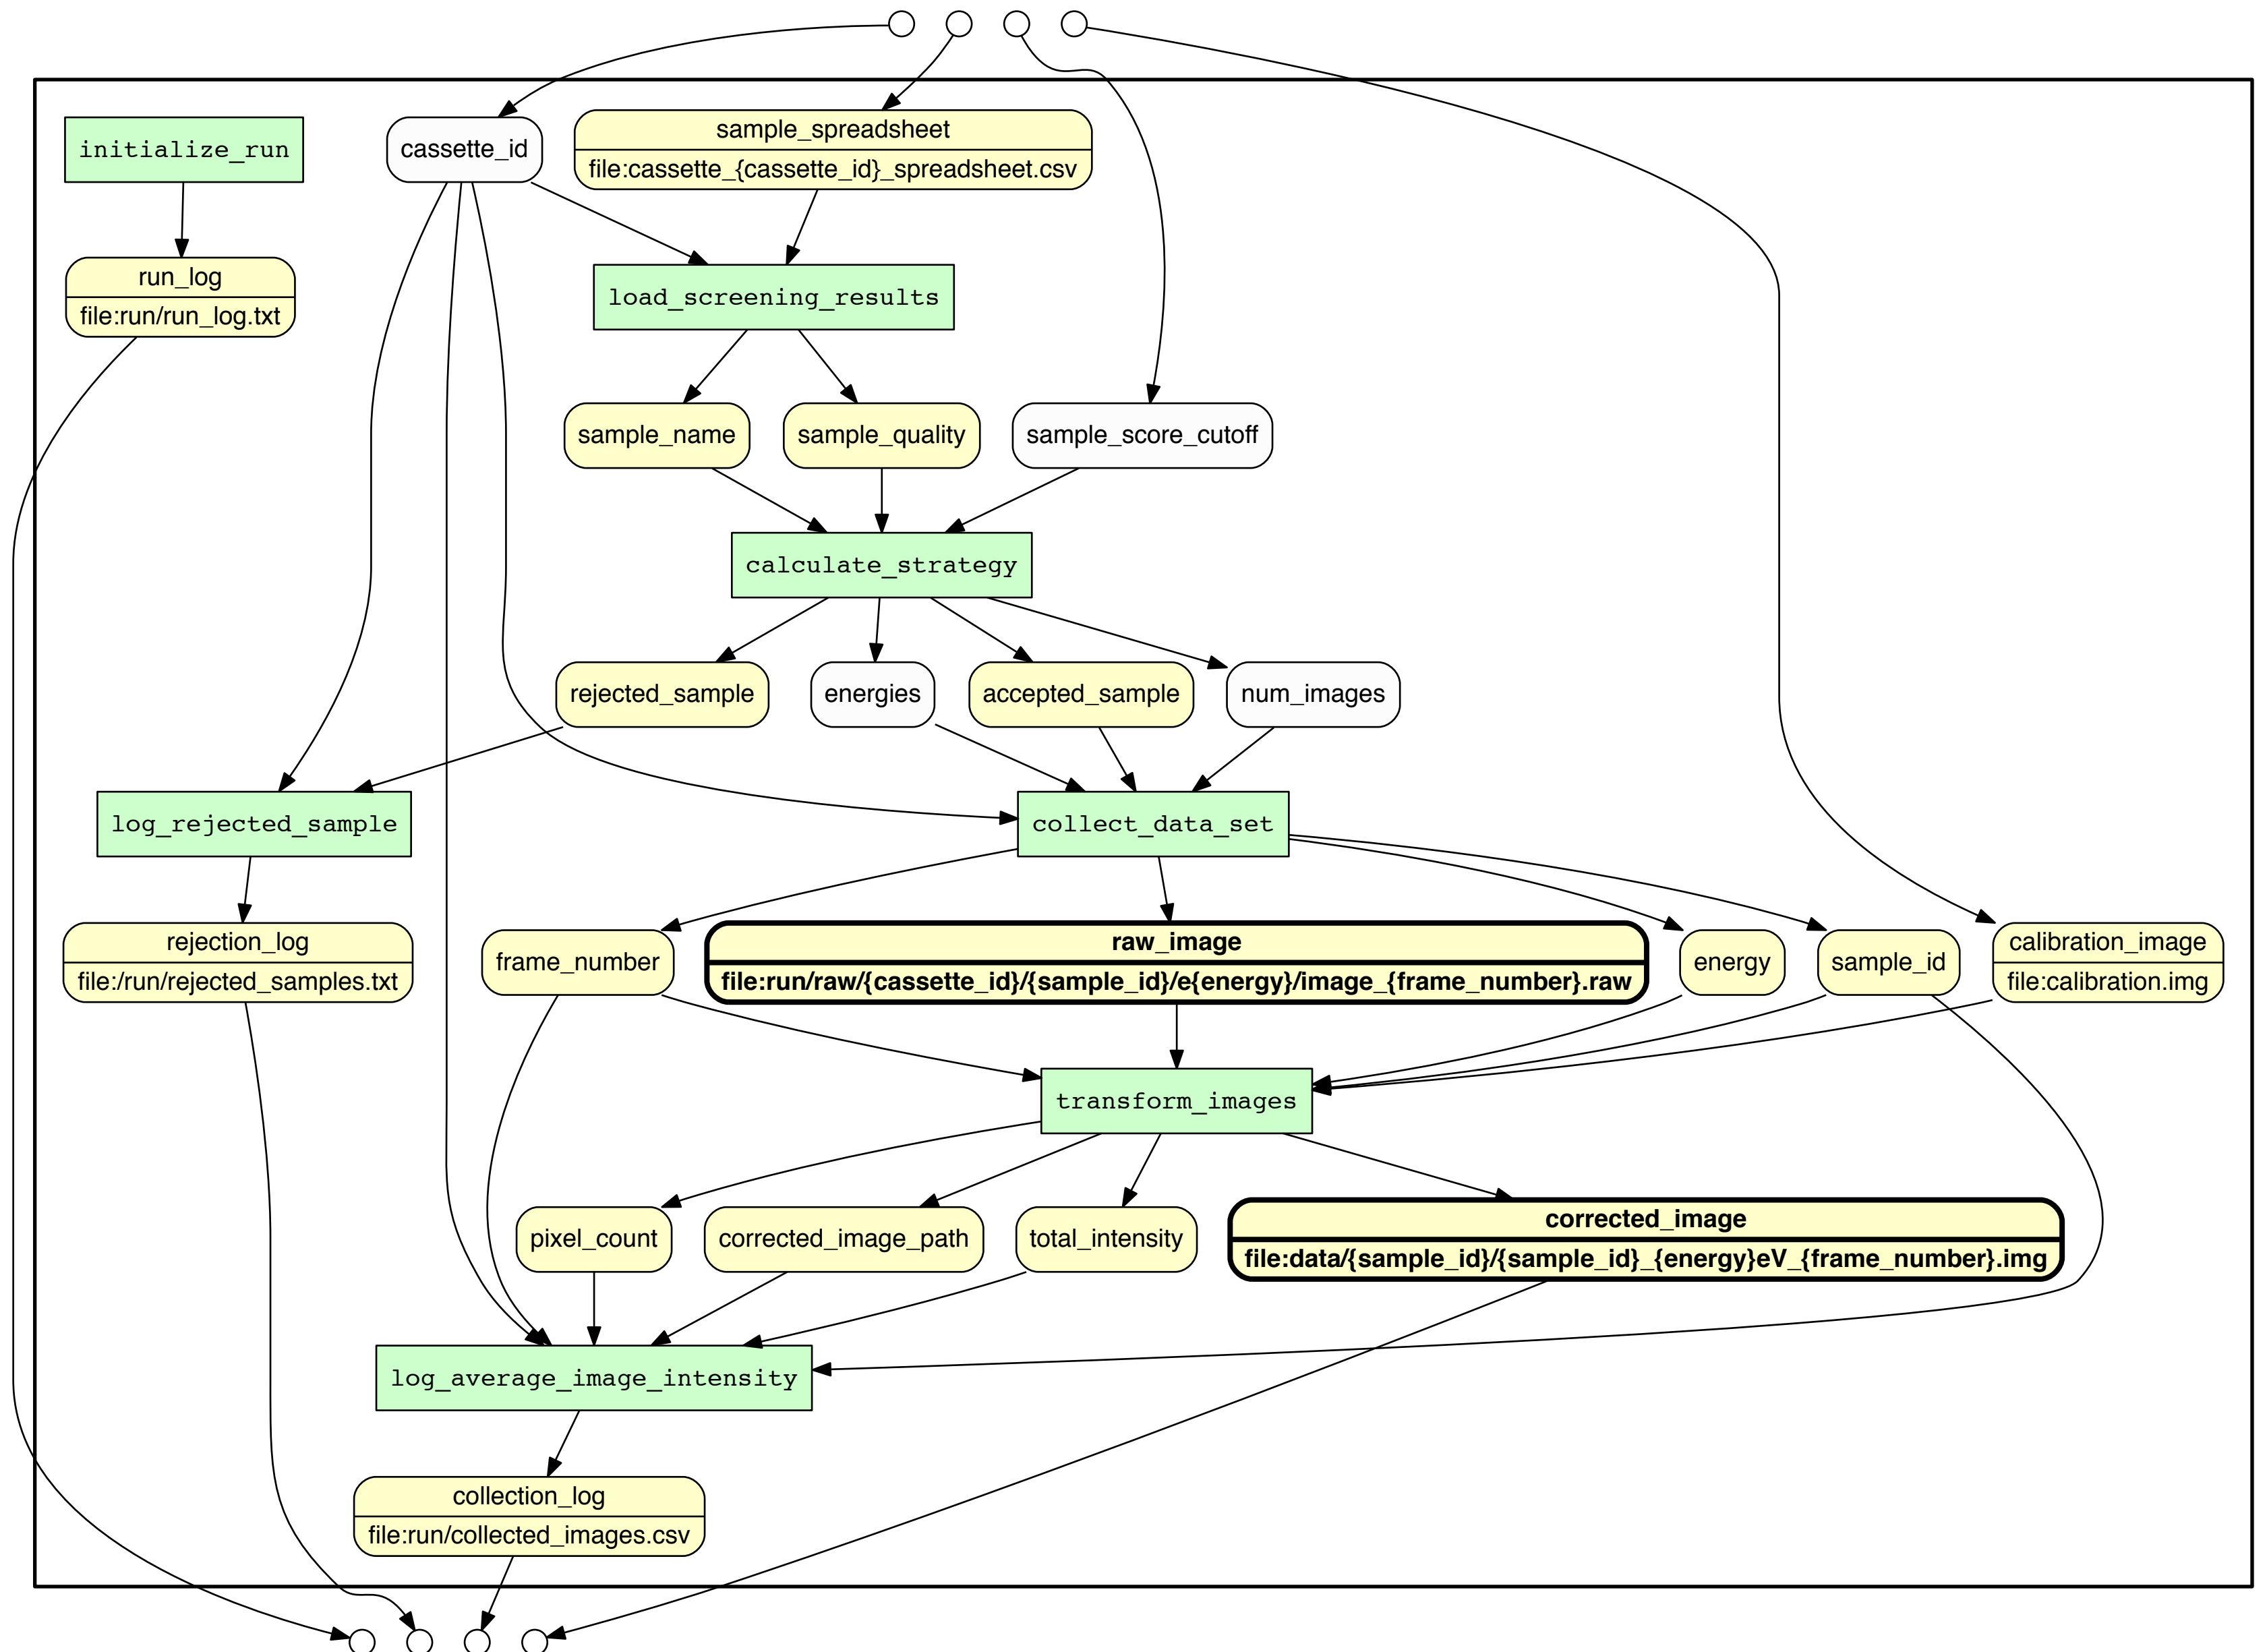 initialize_run
cassette_id
sample_spreadsheet
file:cassette_{cassette_id}_spreadsheet.csv
run_log
file:run/run_log.txt
load_screening_results
sample_name
sample_quality
sample_score_cutoff
calculate_strategy
rejected_sample
energies
accepted_sample
num_images
log_rejected_sample
collect_data_set
rejection_log
file:/run/rejected_samples.txt
frame_number
raw_image
file:run/raw/{cassette_id}/{sample_id}/e{energy}/image_{frame_number}.raw
energy
sample_id
calibration_image
file:calibration.img
transform_images
pixel_count
corrected_image_path
total_intensity
corrected_image
file:data/{sample_id}/{sample_id}_{energy}eV_{frame_number}.img
log_average_image_intensity
collection_log
file:run/collected_images.csv